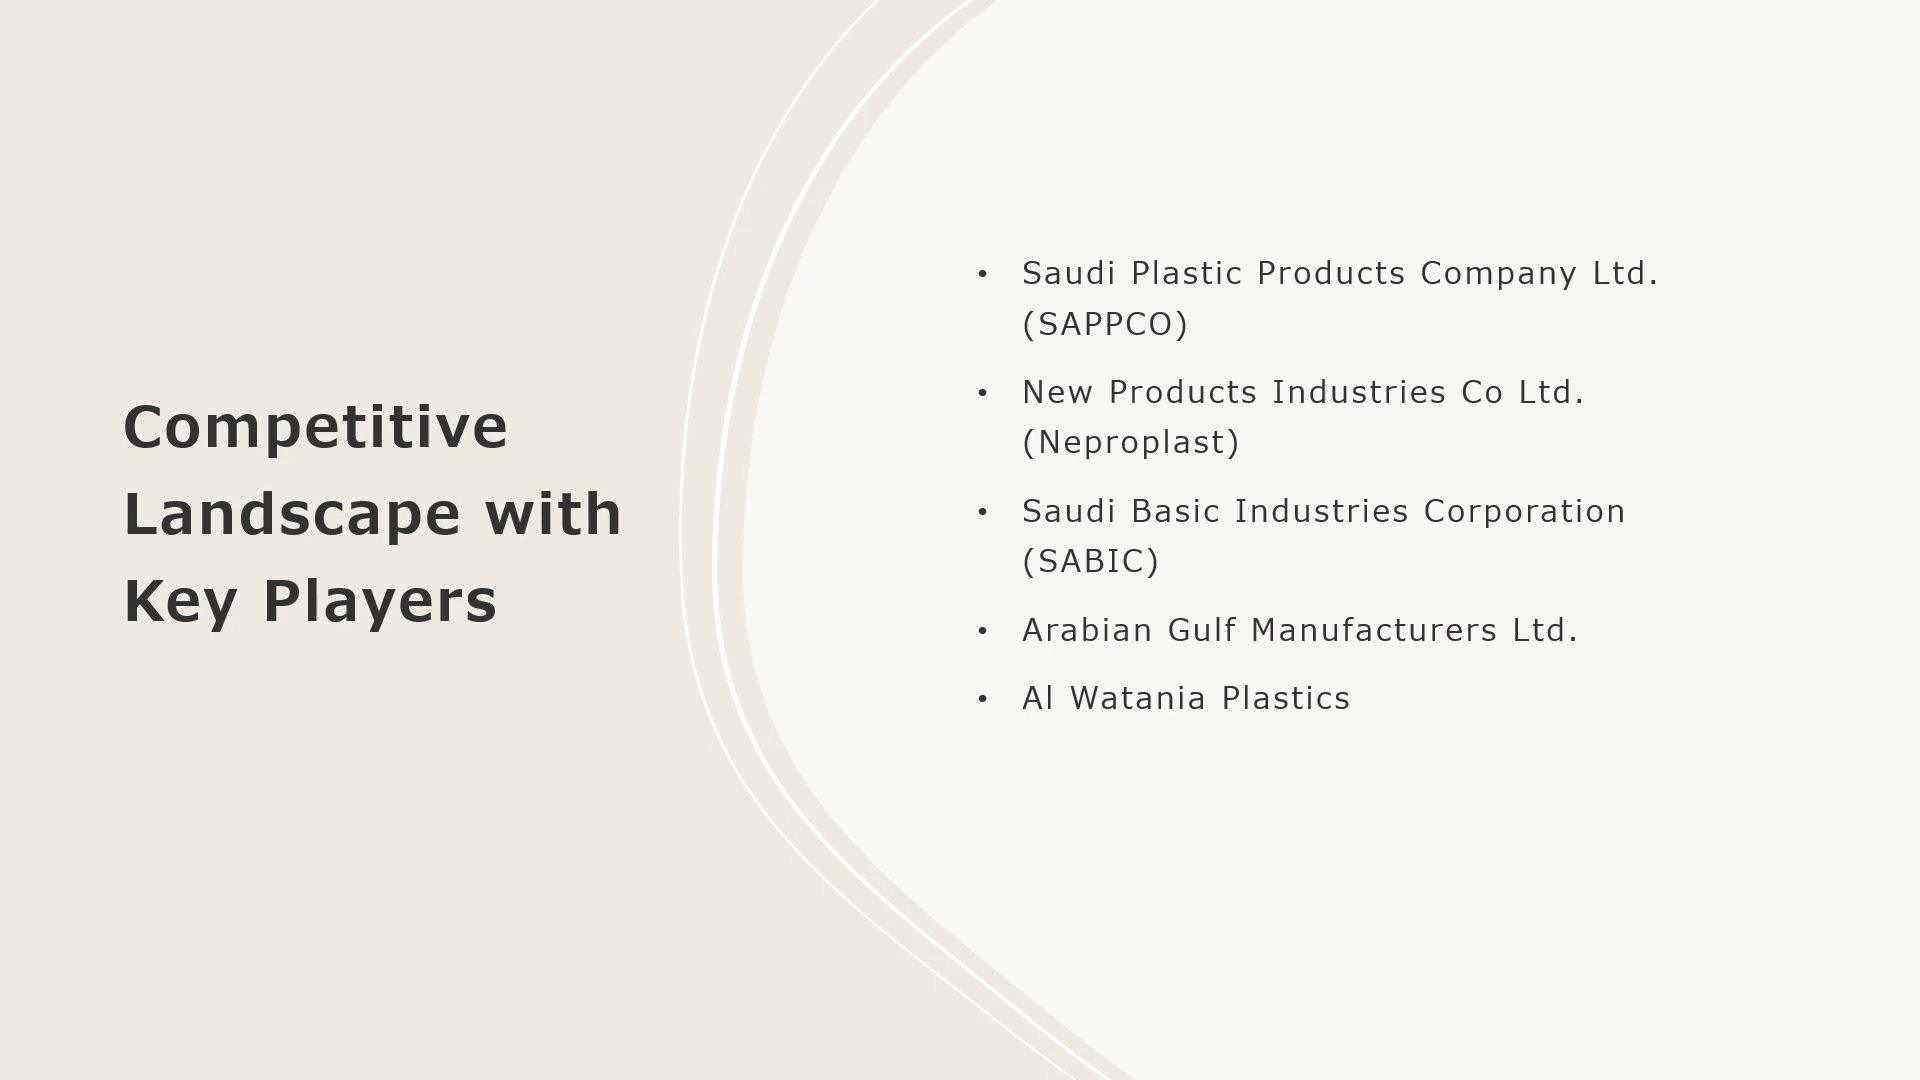 Competitive
Landscape with
Key Players
• Saudi Plastic Products Company Ltd.
(SAPPCO)
• New Products Industries Co Ltd.
(Neproplast)
• Saudi Basic Industries Corporation
(SABIC)
• Arabian Gulf Manufacturers Ltd.
• Al Watania Plastics